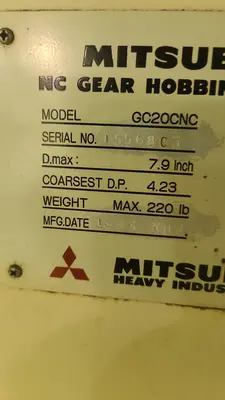 MITSUB
NC GEAR HOBBIN
MODEL GC20CNC
SERIAL NO.
D.max: 7.9 inch
COARSEST D.P. 4.23
WEIGHT MAX. 220 lb
MFG.DATE
MITSU
HEAVY INDUS